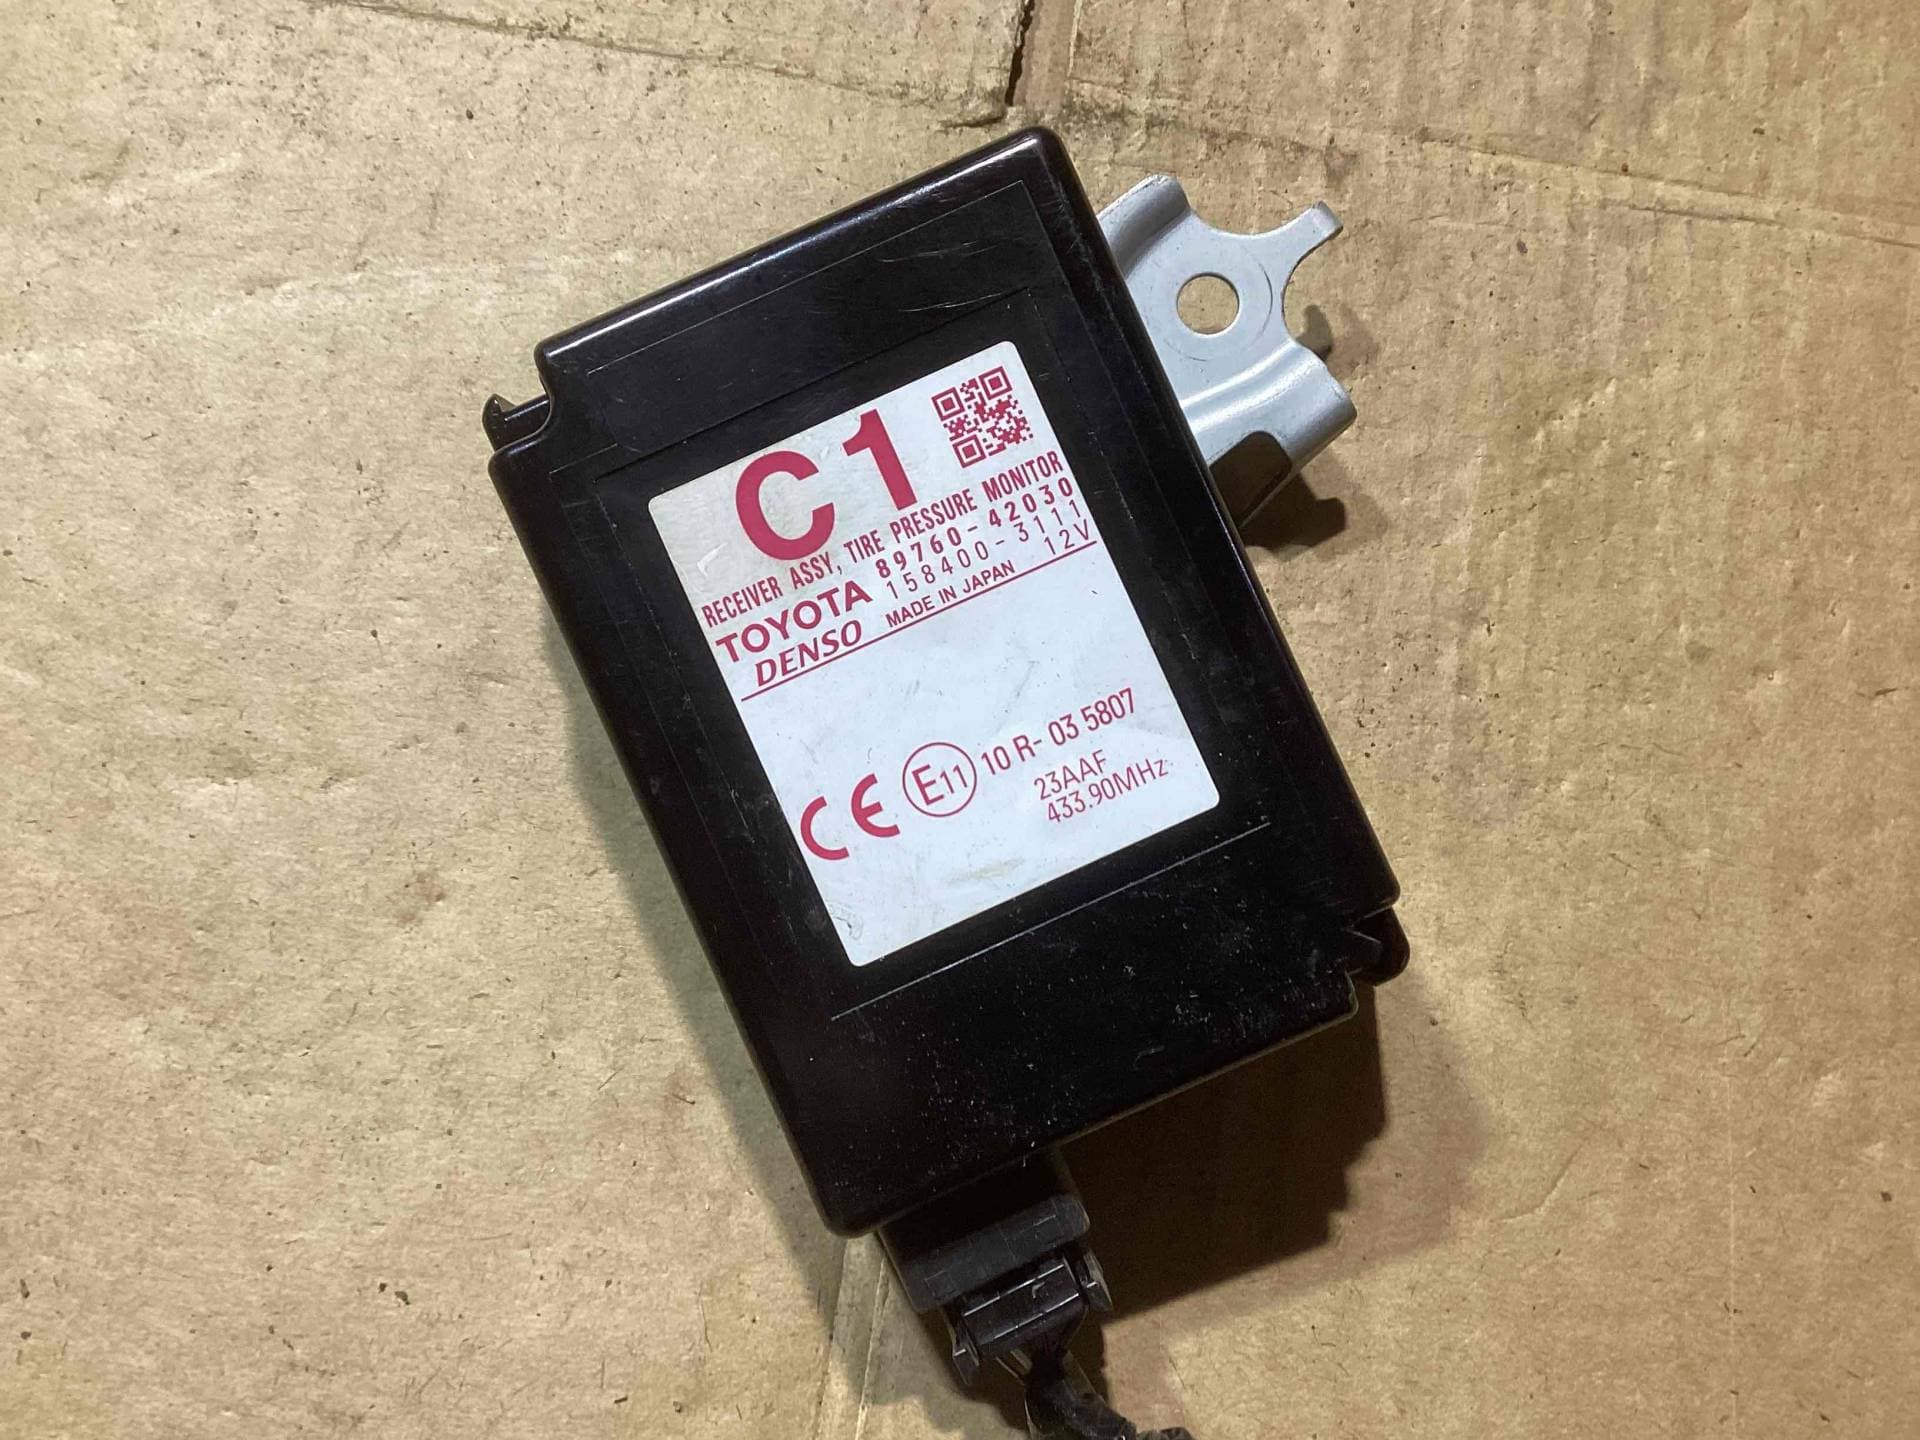 C1
RECEIVER ASSY, TIRE PRESSURE MONITOR
TOYOTA 89760-42030
158400-3111
DENSO MADE IN JAPAN 12V
CE E11 10 R- 03 5807
23AAF
433.90MHz